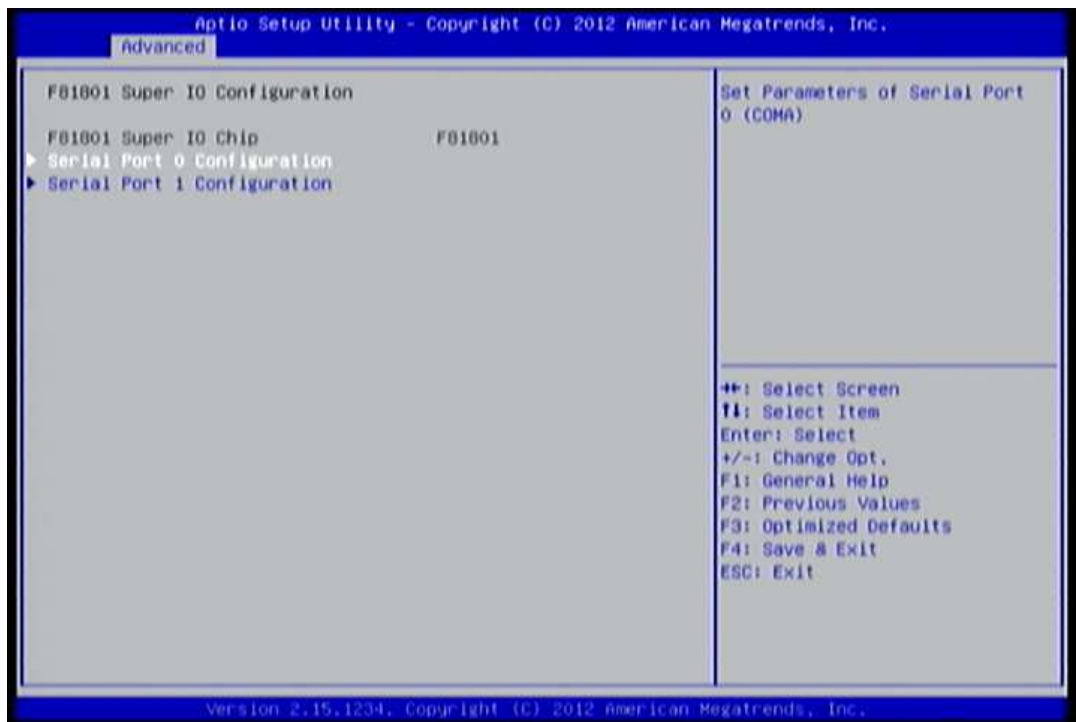 Aptio Setup Utility - Copyright (C) 2012 American Megatrends, Inc.
Advanced
F81801 Super IO Configuration
F81801 Super IO Chip F81801
Serial Port 0 Configuration
Serial Port 1 Configuration
Set Parameters of Serial Port
0 (COMA)
→←: Select Screen
↑↓: Select Item
Enter: Select
+/-: Change Opt.
F1: General Help
F2: Previous Values
F3: Optimized Defaults
F4: Save & Exit
ESC: Exit
Version 2.15.1234. Copyright (C) 2012 American Megatrends, Inc.